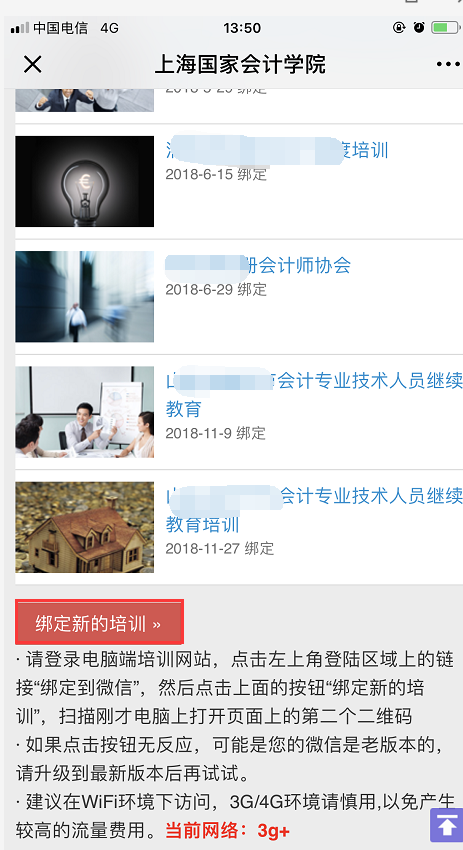 中国电信 4G 13:50
上海国家会计学院
绑定
度培训
2018-6-15 绑定
册会计师协会
2018-6-29 绑定
会计专业技术人员继续
教育
2018-11-9 绑定
会计专业技术人员继续
教育培训
2018-11-27 绑定
绑定新的培训 »
· 请登录电脑端培训网站，点击左上角登陆区域上的链
接“绑定到微信”，然后点击上面的按钮“绑定新的培
训”，扫描刚才电脑上打开页面上的第二个二维码
· 如果点击按钮无反应，可能是您的微信是老版本的，
请升级到最新版本后再试试。
· 建议在WiFi环境下访问，3G/4G环境请慎用,以免产生
较高的流量费用。当前网络：3g+